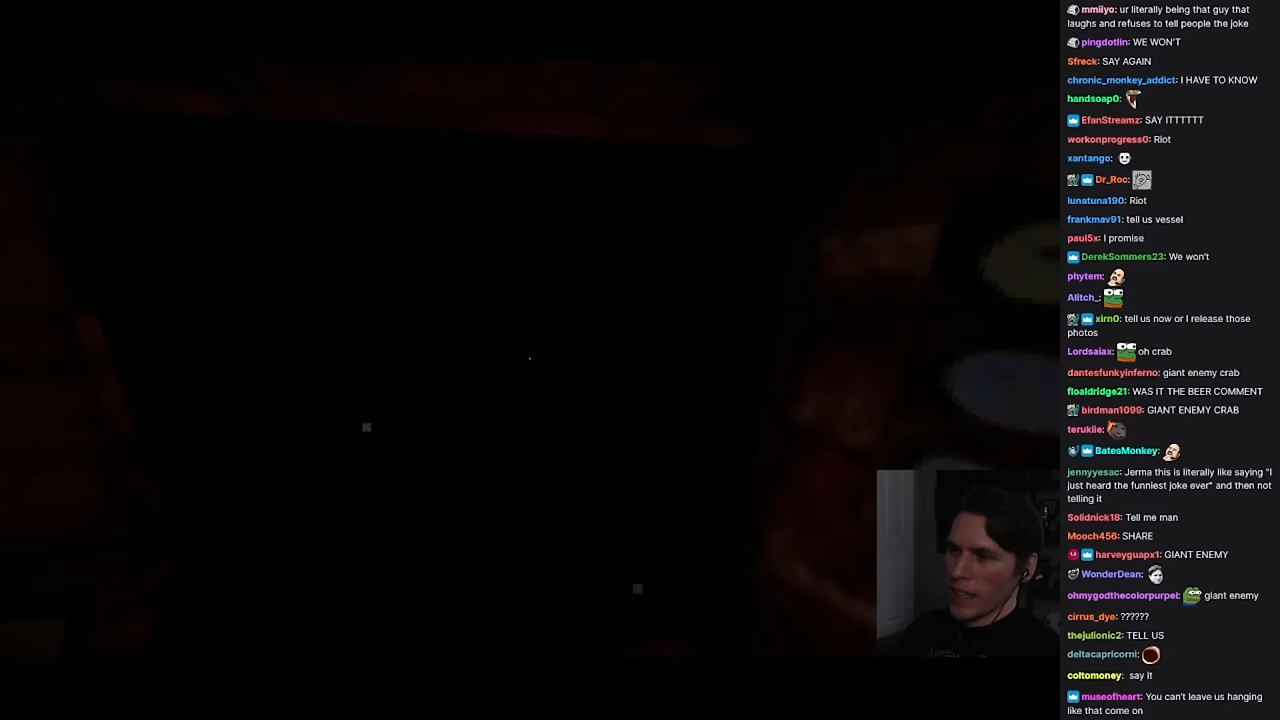 mmiiyo: ur literally being that guy that
laughs and refuses to tell people the joke
pingdotlin: WE WON'T
Sfreck: SAY AGAIN
chronic_monkey_addict: I HAVE TO KNOW
handsoap0:
EfanStreamz: SAY ITTTTTT
workonprogress0: Riot
xantango:
Dr_Roc:
lunatuna190: Riot
frankmav91: tell us vessel
paul5x: I promise
DerekSommers23: We won't
phytem:
Alitch_:
xirn0: tell us now or I release those
photos
Lordsaiax: oh crab
dantesfunkyinferno: giant enemy crab
floaldridge21: WAS IT THE BEER COMMENT
birdman1099: GIANT ENEMY CRAB
terukiie:
BatesMonkey:
jennyyesac: Jerma this is literally like saying "I
just heard the funniest joke ever" and then not
telling it
Solidnick18: Tell me man
Mooch456: SHARE
harveyguapx1: GIANT ENEMY
WonderDean:
ohmygodthecolorpurpel: giant enemy
cirrus_dye: ??????
thejulionic2: TELL US
deltacapricorni:
coltomoney: say it
museofheart: You can't leave us hanging
like that come on